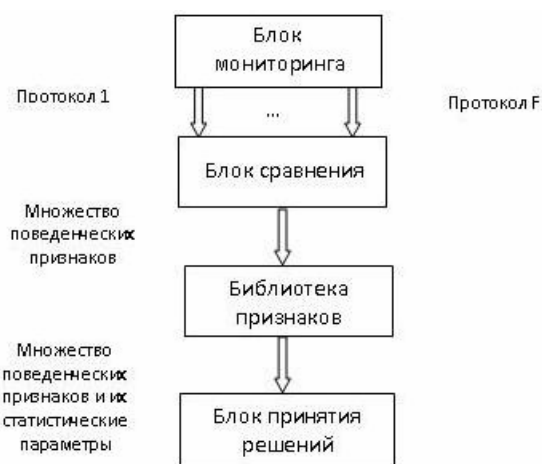 Блок
мониторинга
Протокол 1
...
Протокол F
Блок сравнения
Множество
поведенческих
признаков
Библиотека
признаков
Множество
поведенческих
признаков и их
статистические
параметры
Блок принятия
решений